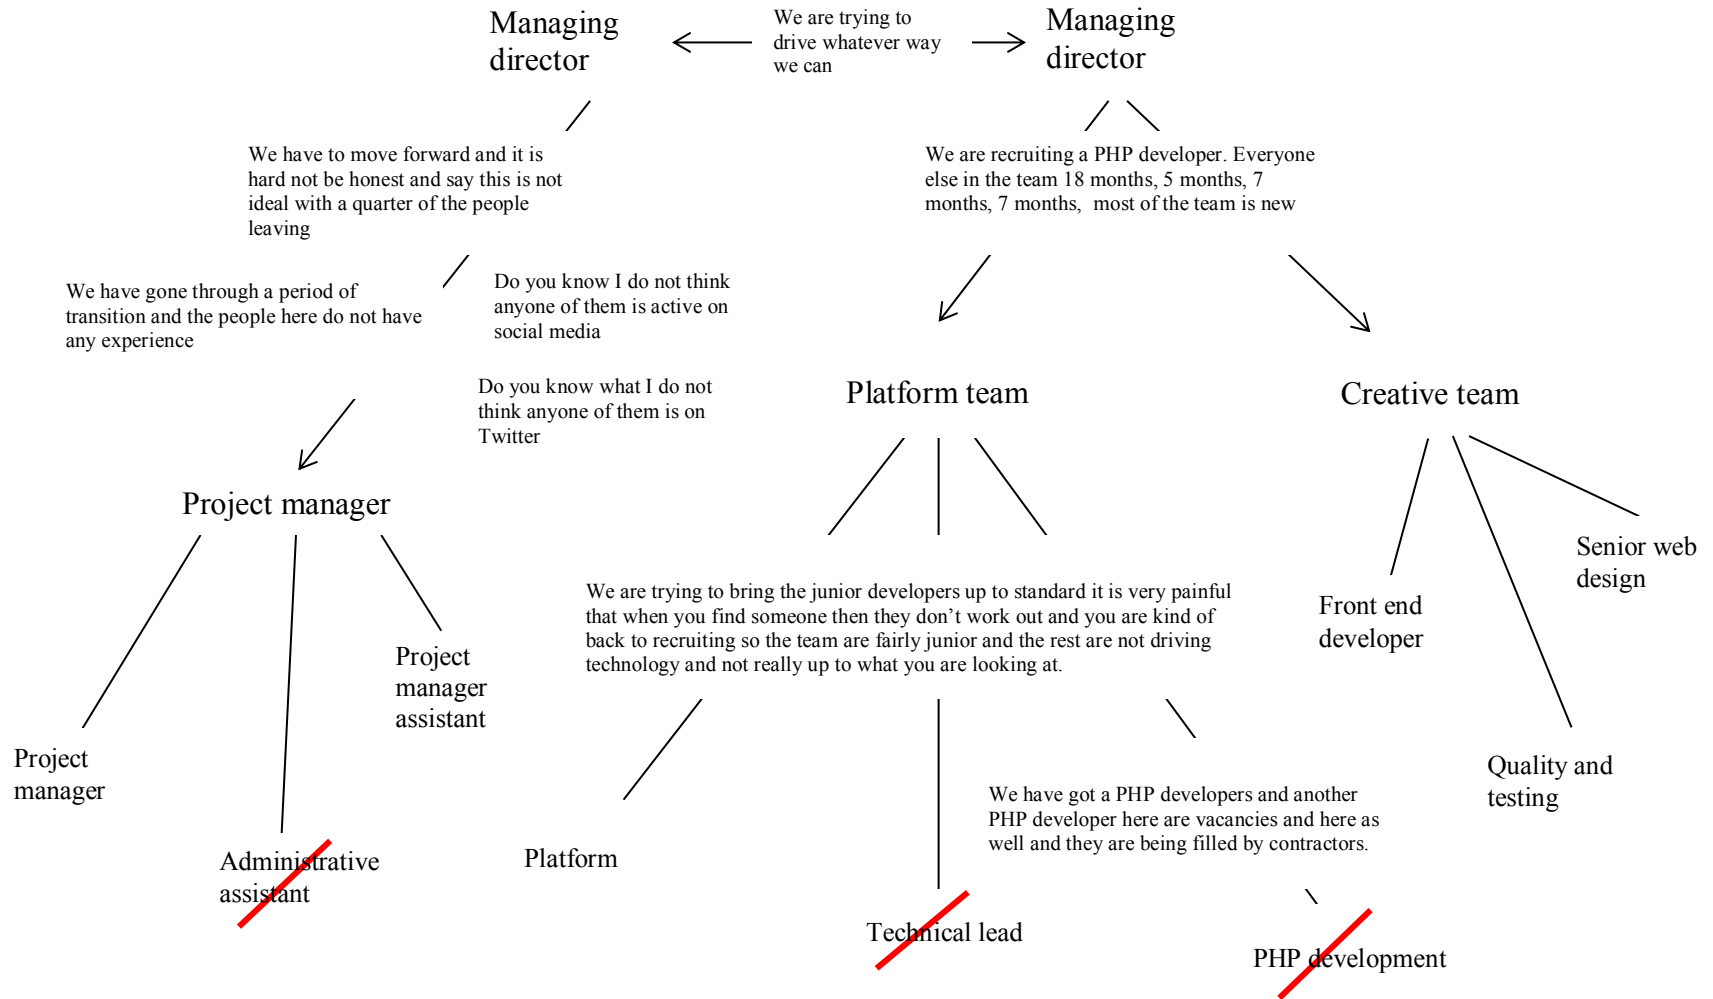 Managing
director
We are trying to
drive whatever way
we can
Managing
director
We have to move forward and it is
hard not be honest and say this is not
ideal with a quarter of the people
leaving
We are recruiting a PHP developer. Everyone
else in the team 18 months, 5 months, 7
months, 7 months,  most of the team is new
We have gone through a period of
transition and the people here do not have
any experience
Do you know I do not think
anyone of them is active on
social media
Do you know what I do not
think anyone of them is on
Twitter
Platform team
Creative team
Project manager
We are trying to bring the junior developers up to standard it is very painful
that when you find someone then they don’t work out and you are kind of
back to recruiting so the team are fairly junior and the rest are not driving
technology and not really up to what you are looking at.
Senior web
design
Front end
developer
Project
manager
assistant
Project
manager
Quality and
testing
We have got a PHP developers and another
PHP developer here are vacancies and here as
well and they are being filled by contractors.
Administrative
assistant
Platform
Technical lead
PHP development